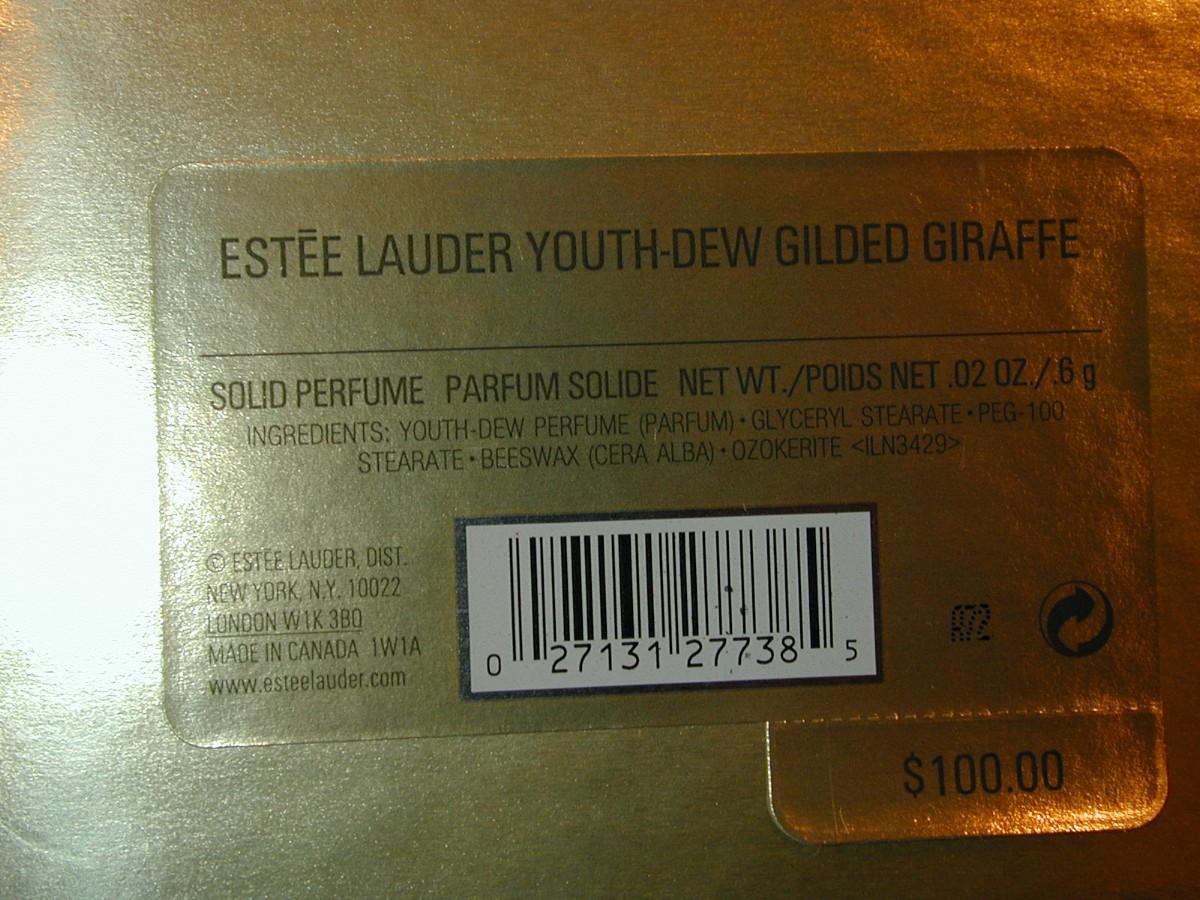 ESTĒE LAUDER YOUTH-DEW GILDED GIRAFFE
SOLID PERFUME PARFUM SOLIDE NET WT./POIDS NET .02 OZ./.6 g
INGREDIENTS: YOUTH-DEW PERFUME (PARFUM) • GLYCERYL STEARATE • PEG-100
STEARATE • BEESWAX (CERA ALBA) • OZOKERITE <ILN3429>
© ESTEE LAUDER, DIST.
NEW YORK, N.Y. 10022
LONDON W1K 3BQ
MADE IN CANADA 1W1A
www.esteelauder.com
0 27131 27738 5
$100.00